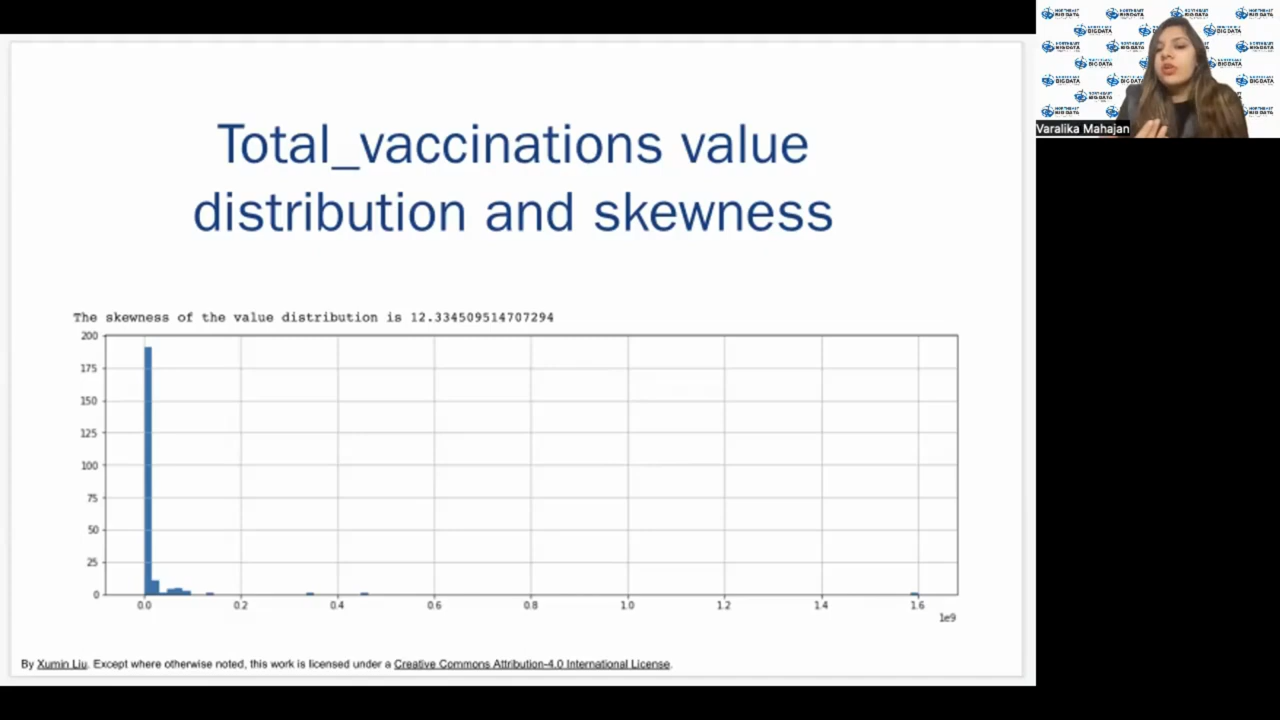 Total_vaccinations value
distribution and skewness
The skewness of the value distribution is 12.334509514707294
200
175
150
125
100
75
50
25
0
0.0 0.2 0.4 0.6 0.8 1.0 1.2 1.4 1.6
1e9
By Xumin Liu. Except where otherwise noted, this work is licensed under a Creative Commons Attribution-4.0 International License.
Varalika Mahajan
NORTHEAST
BIG DATA